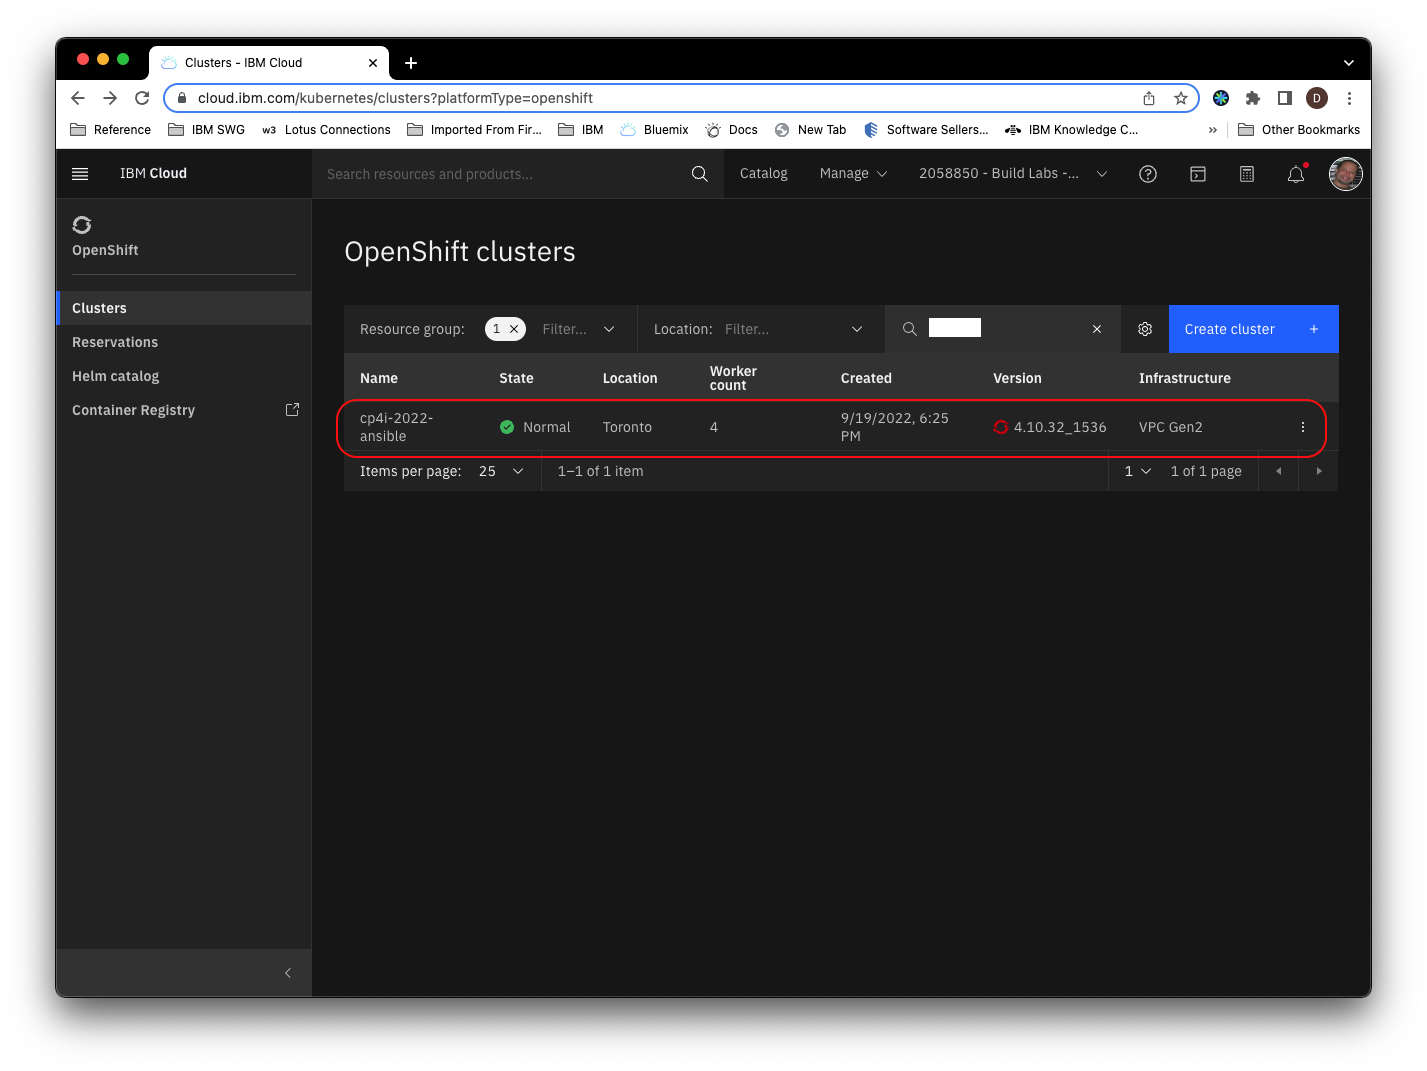 Clusters - IBM Cloud
cloud.ibm.com/kubernetes/clusters?platformType=openshift
D
Reference
IBM SWG
w3 Lotus Connections
Imported From Fir...
IBM
Bluemix
Docs
New Tab
Software Sellers...
IBM Knowledge C...
»
Other Bookmarks
IBM Cloud
Search resources and products...
Catalog
Manage
2058850 - Build Labs -...
OpenShift
Clusters
Reservations
Helm catalog
Container Registry
OpenShift clusters
Resource group: 1 Filter...
Location: Filter...
Create cluster +
Name
State
Location
Worker
count
Created
Version
Infrastructure
cp4i-2022-
ansible
Normal
Toronto
4
9/19/2022, 6:25
PM
4.10.32_1536
VPC Gen2
Items per page: 25
1–1 of 1 item
1
1 of 1 page